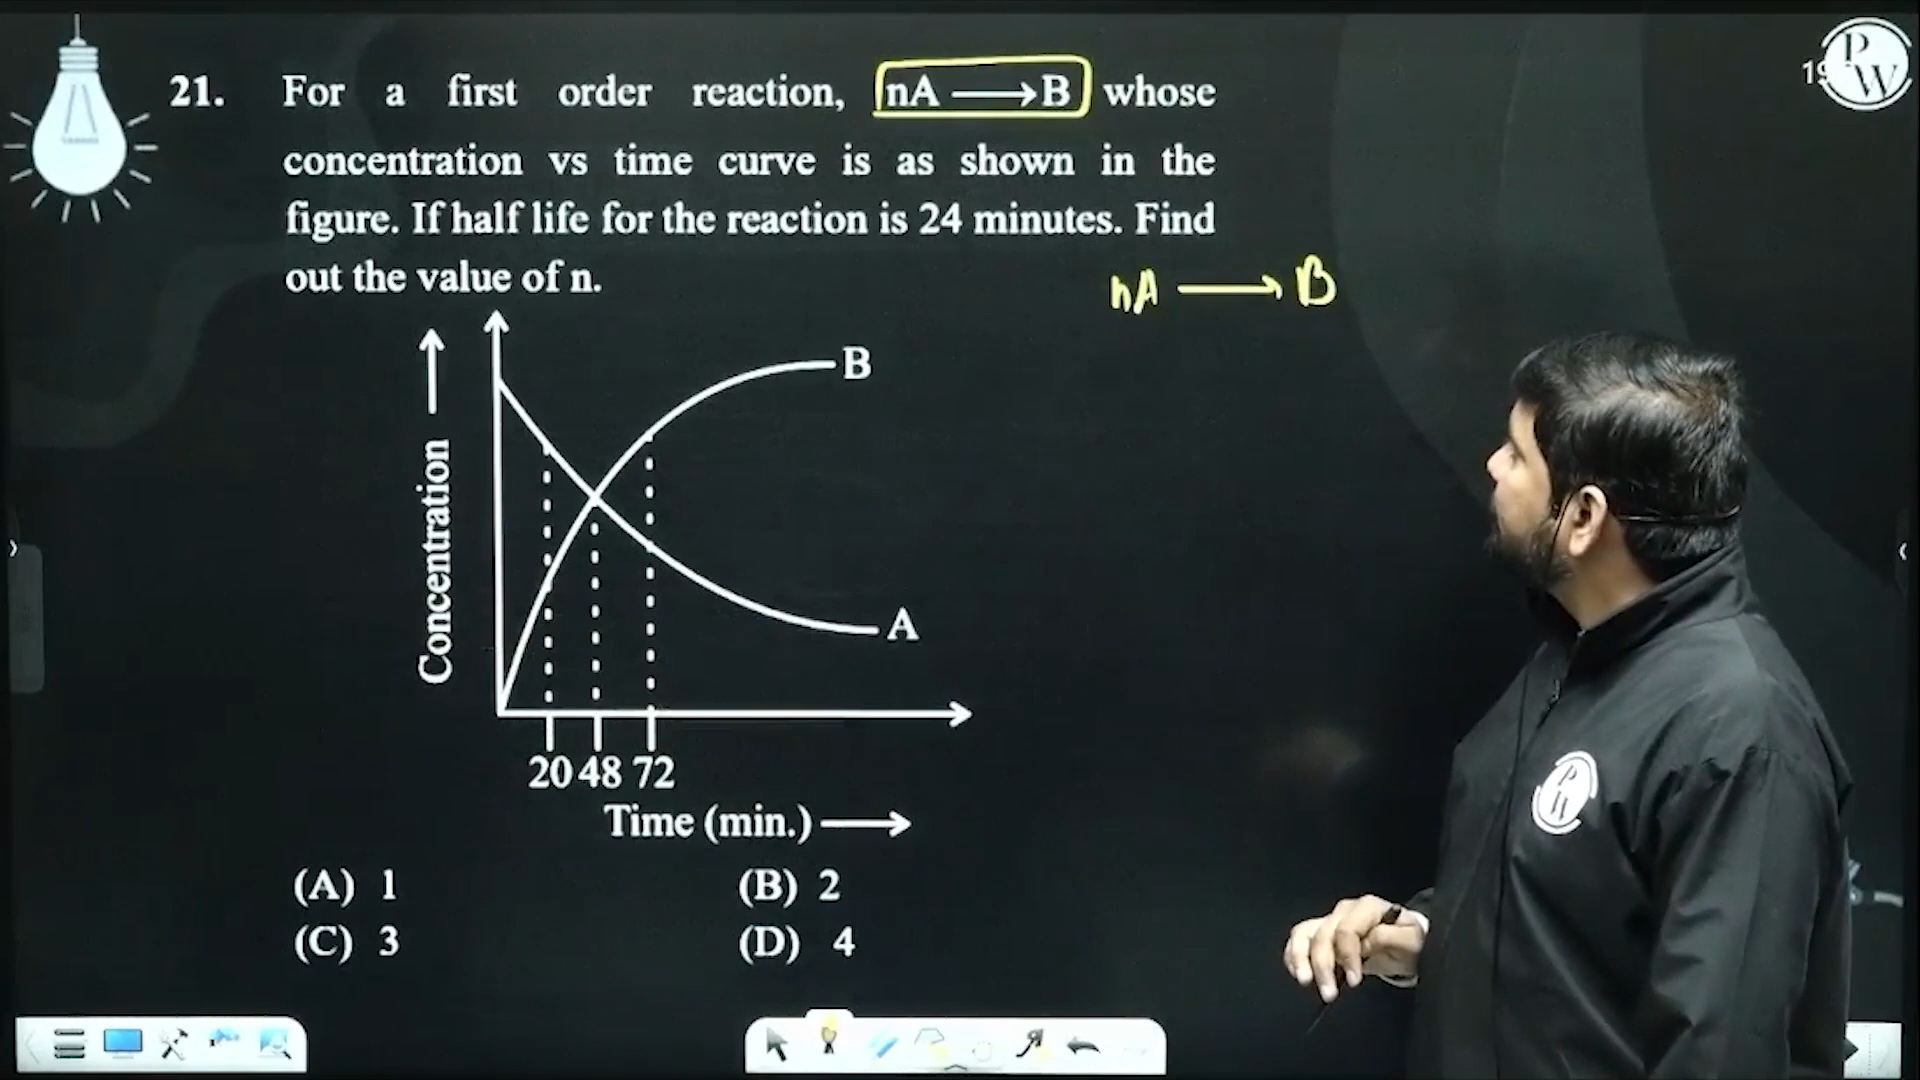 21. For a first order reaction, nA ⟶ B whose
concentration vs time curve is as shown in the
figure. If half life for the reaction is 24 minutes. Find
out the value of n.
nA ⟶ B
Concentration ⟶
B
A
20 48 72
Time (min.) ⟶
(A) 1 (B) 2
(C) 3 (D) 4
PW
PW